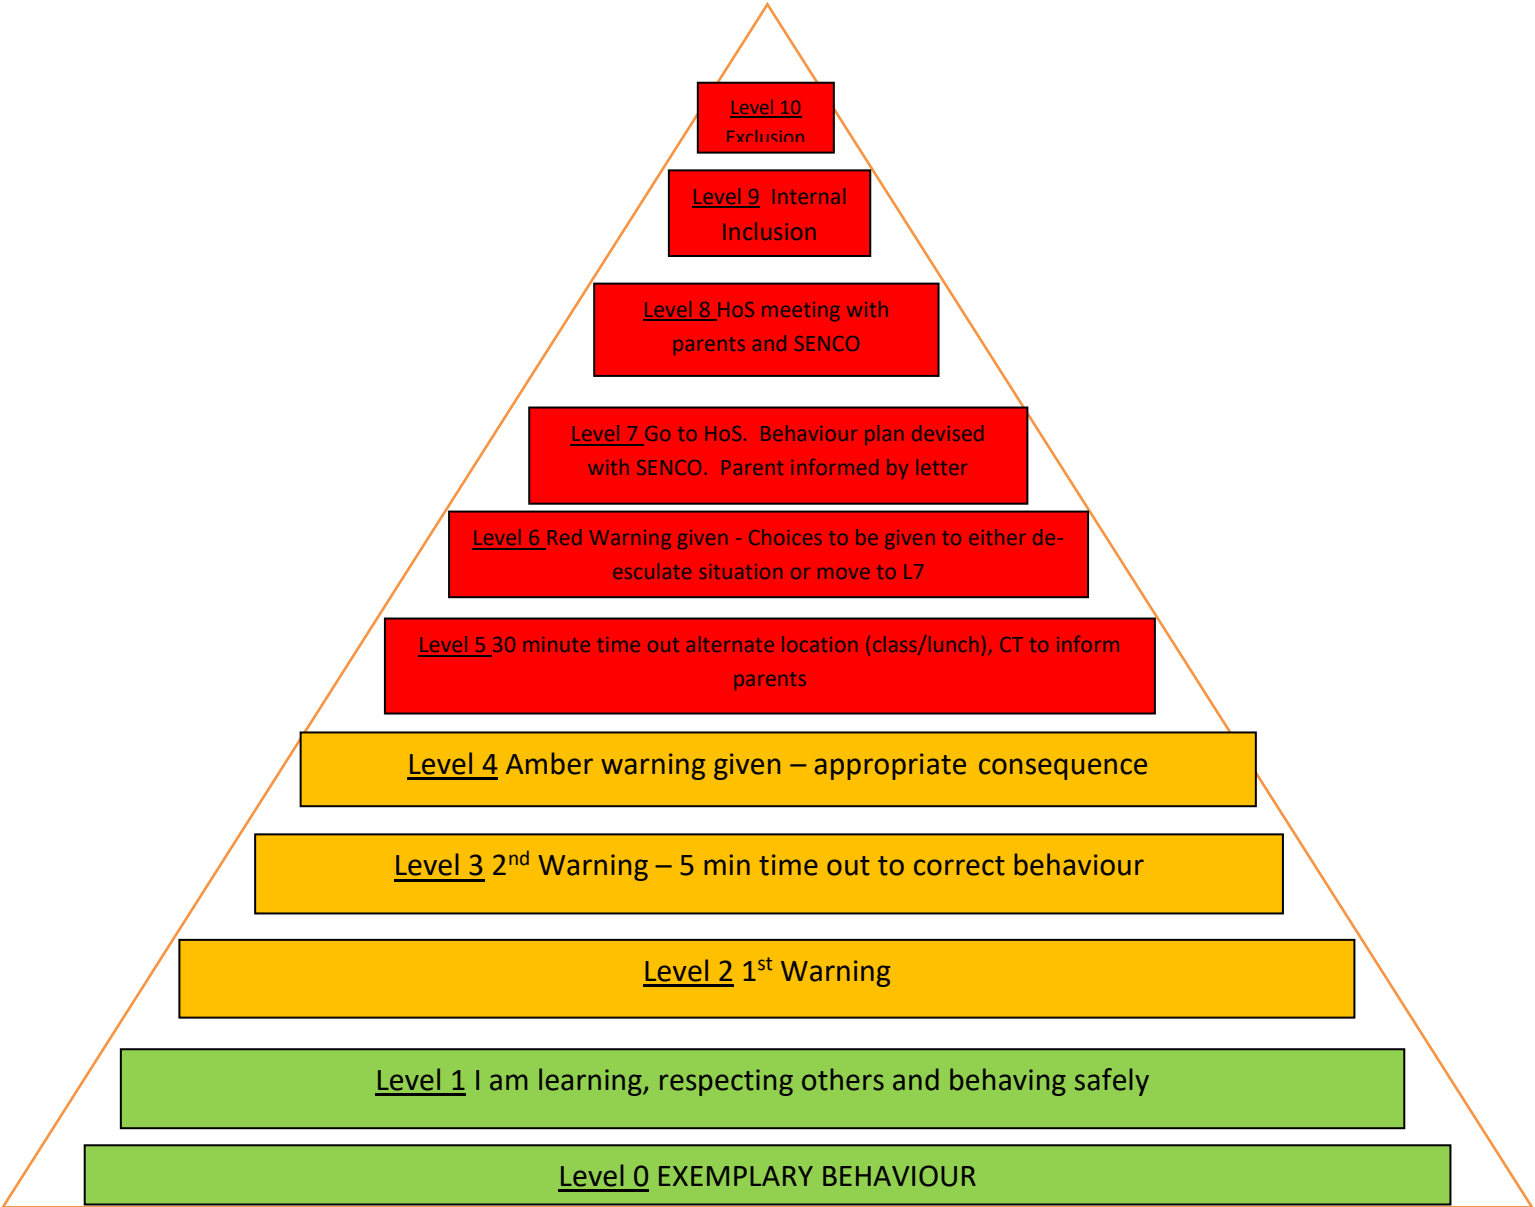 Level 10
Exclusion
Level 9 Internal
Inclusion
Level 8 HoS meeting with
parents and SENCO
Level 7 Go to HoS. Behaviour plan devised
with SENCO. Parent informed by letter
Level 6 Red Warning given - Choices to be given to either de-
esculate situation or move to L7
Level 5 30 minute time out alternate location (class/lunch), CT to inform
parents
Level 4 Amber warning given – appropriate consequence
Level 3 2nd Warning – 5 min time out to correct behaviour
Level 2 1st Warning
Level 1 I am learning, respecting others and behaving safely
Level 0 EXEMPLARY BEHAVIOUR